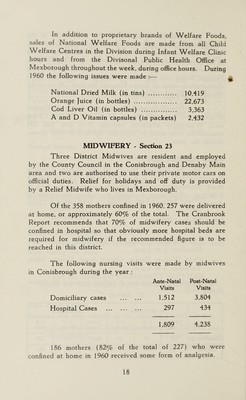 In addition to proprietary brands of Welfare Foods,
sales of National Welfare Foods are made from all Child
Welfare Centres in the Division during Infant Welfare Clinic
hours and from the Divisonal Public Health Office at
Mexborough throughout the week, during office hours. During
1960 the following issues were made :—
National Dried Milk (in tins) ............ 10,419
Orange Juice (in bottles) .................. 22,673
Cod Liver Oil (in bottles) ............... 3,363
A and D Vitamin capsules (in packets) 2,432
MIDWIFERY - Section 23
Three District Midwives are resident and employed
by the County Council in the Conisbrough and Denaby Main
area and two are authorised to use their private motor cars on
official duties. Relief for holidays and off duty is provided
by a Relief Midwife who lives in Mexborough.
Of the 358 mothers confined in 1960, 257 were delivered
at home, or approximately 60% of the total. The Cranbrook
Report recommends that 70% of midwifery cases should be
confined in hospital so that obviously more hospital beds are
required for midwifery if the recommended figure is to be
reached in this district.
The following nursing visits were made by midwives
in Conisbrough during the year :
Ante-Natal Post-Natal
Visits Visits
Domiciliary cases ... ... 1,512 3,804
Hospital Cases ... ... ... 297 434
1,809 4,238
186 mothers (82% of the total of 227) who were
confined at home in 1960 received some form of analgesia.
18